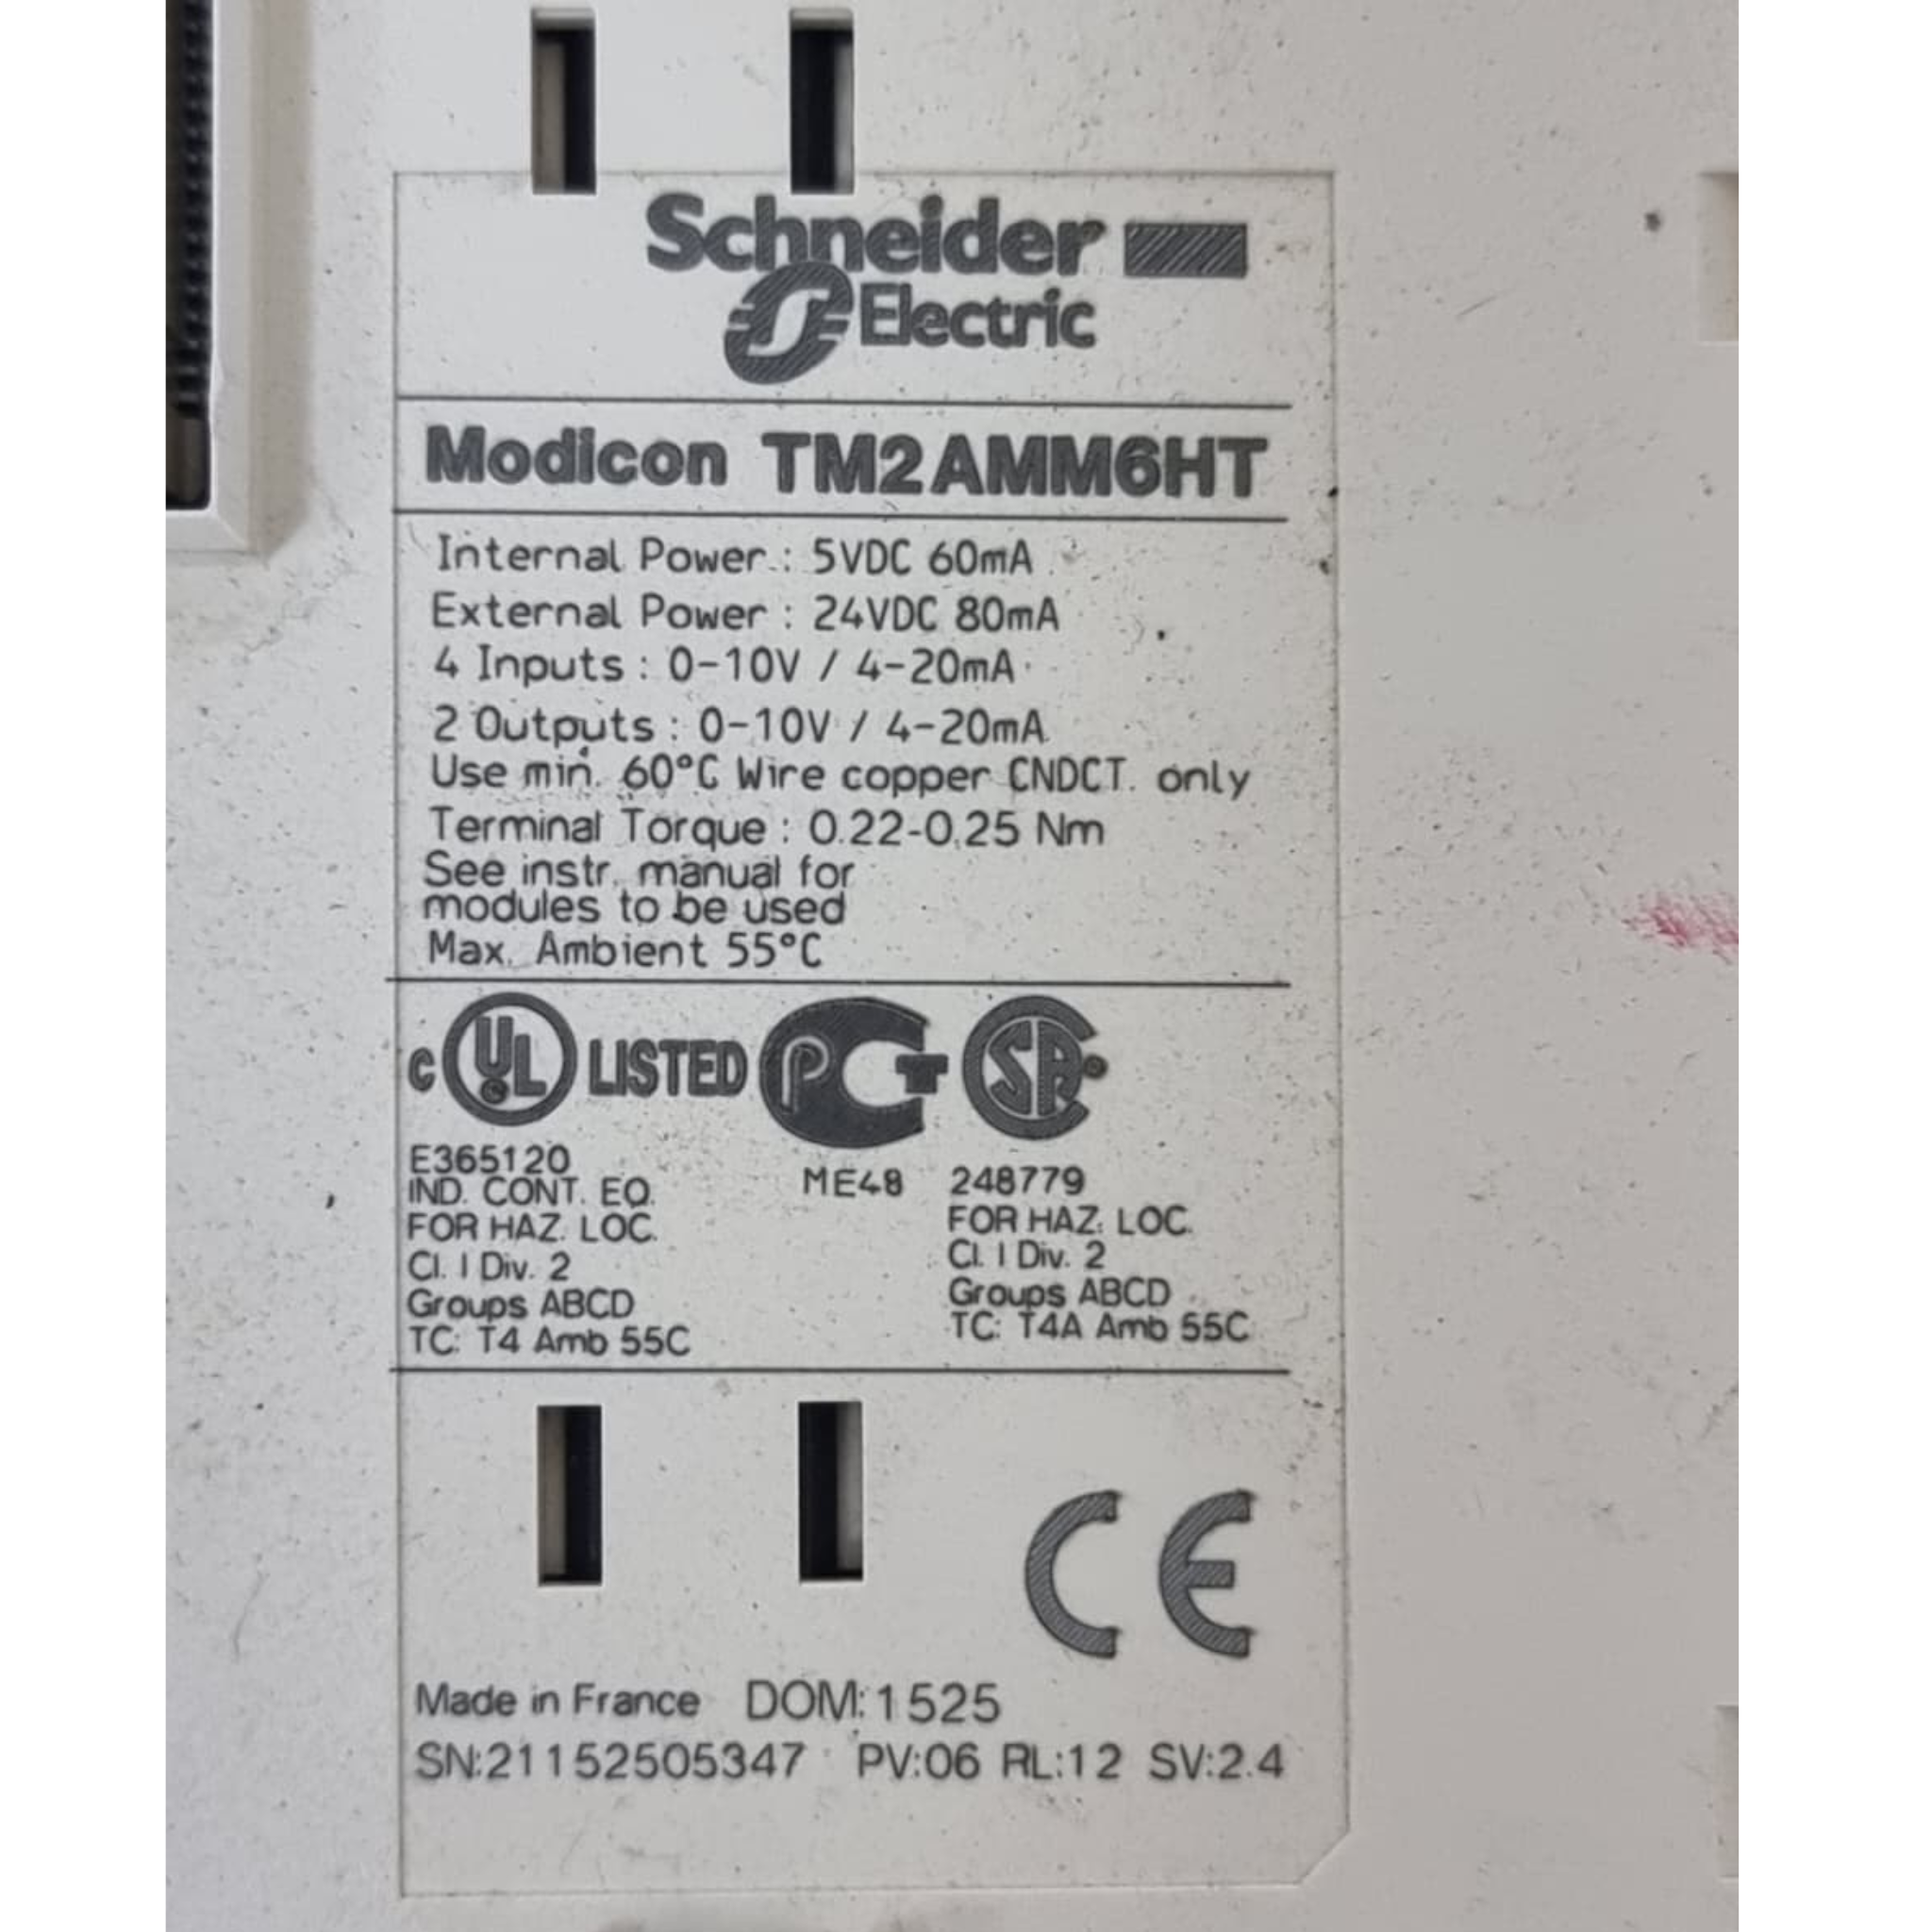 Schneider
Electric
Modicon TM2AMM6HT
Internal Power : 5VDC 60mA
External Power : 24VDC 80mA
4 Inputs : 0-10V / 4-20mA
2 Outputs : 0-10V / 4-20mA
Use min. 60°C Wire copper CNDCT. only
Terminal Torque : 0.22-0.25 Nm
See instr. manual for
modules to be used
Max. Ambient 55°C
c UL LISTED PCT SA
E365120 ME48 248779
IND. CONT. EQ.
FOR HAZ. LOC. FOR HAZ. LOC.
Cl. I Div. 2 Cl. I Div. 2
Groups ABCD Groups ABCD
TC: T4 Amb 55C TC: T4A Amb 55C
CE
Made in France DOM:1525
SN:21152505347 PV:06 RL:12 SV:2.4